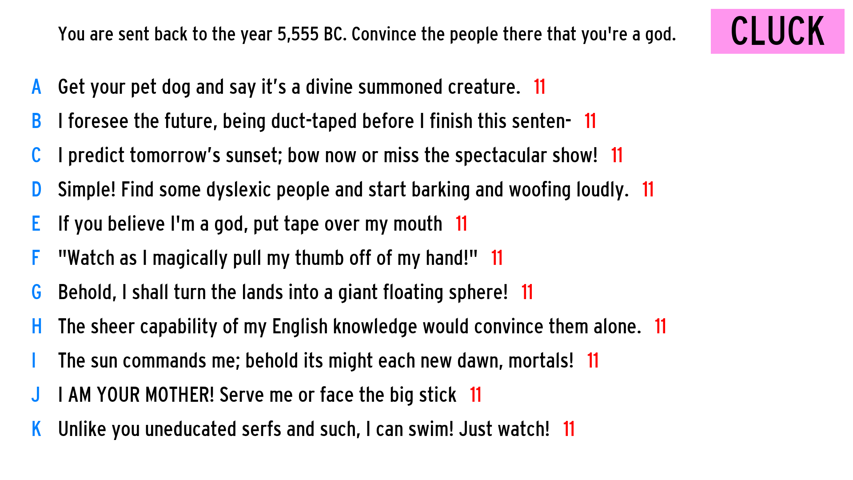 You are sent back to the year 5,555 BC. Convince the people there that you're a god.
CLUCK
A Get your pet dog and say it's a divine summoned creature. 11
B I foresee the future, being duct-taped before I finish this senten- 11
C I predict tomorrow's sunset; bow now or miss the spectacular show! 11
D Simple! Find some dyslexic people and start barking and woofing loudly. 11
E If you believe I'm a god, put tape over my mouth 11
F "Watch as I magically pull my thumb off of my hand!" 11
G Behold, I shall turn the lands into a giant floating sphere! 11
H The sheer capability of my English knowledge would convince them alone. 11
I The sun commands me; behold its might each new dawn, mortals! 11
J I AM YOUR MOTHER! Serve me or face the big stick 11
K Unlike you uneducated serfs and such, I can swim! Just watch! 11